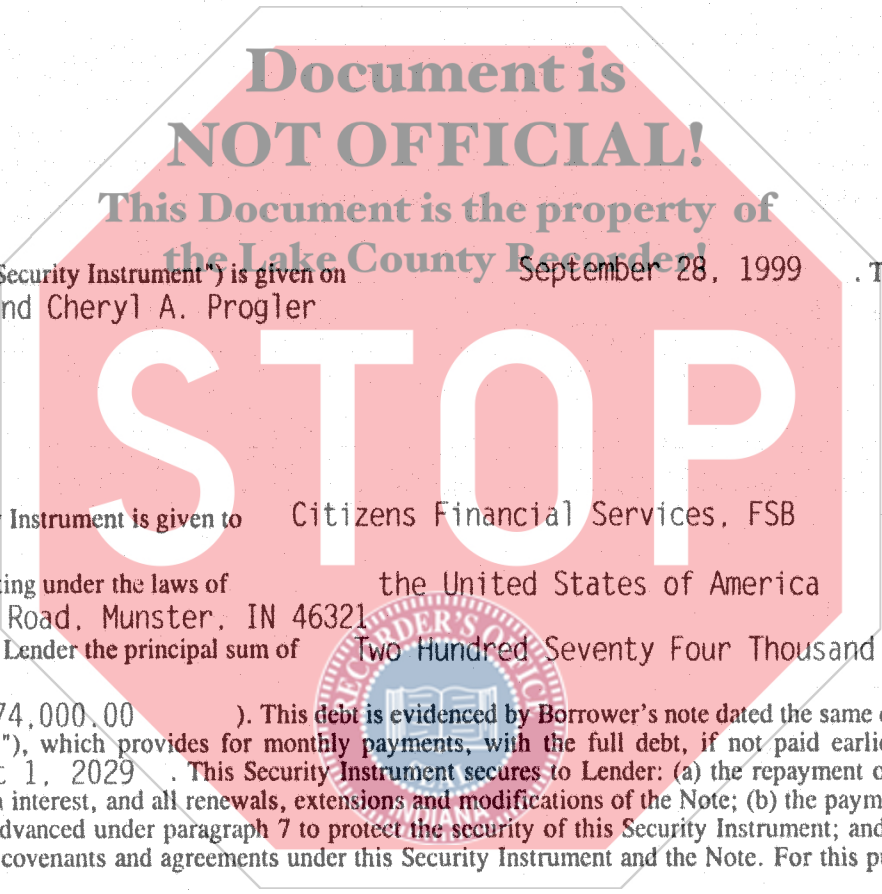 Document is
NOT OFFICIAL!
This Document is the property of
the Lake County Recorder!
Security Instrument") is given on September 28, 1999 . T
nd Cheryl A. Progler
STOP
Instrument is given to Citizens Financial Services, FSB
ting under the laws of the United States of America
Road, Munster, IN 46321
Lender the principal sum of Two Hundred Seventy Four Thousand
RECORDER'S OFFICE
74,000.00 ). This debt is evidenced by Borrower's note dated the same
"), which provides for monthly payments, with the full debt, if not paid earlie
1, 2029 . This Security Instrument secures to Lender: (a) the repayment o
interest, and all renewals, extensions and modifications of the Note; (b) the paym
dvanced under paragraph 7 to protect the security of this Security Instrument; and
INDIANA
covenants and agreements under this Security Instrument and the Note. For this p